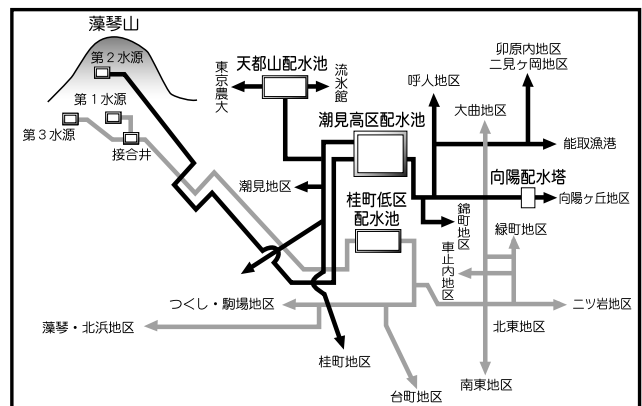 藻琴山
第2水源
第1水源
第3水源
接合井
東京農大
天都山配水池
流氷館
潮見高区配水池
呼人地区
卯原内地区
二見ヶ岡地区
大曲地区
能取漁港
向陽配水塔
向陽ヶ丘地区
潮見地区
桂町低区
配水池
錦町地区
緑町地区
車止内地区
つくし・駒場地区
二ツ岩地区
藻琴・北浜地区
北東地区
桂町地区
南東地区
台町地区